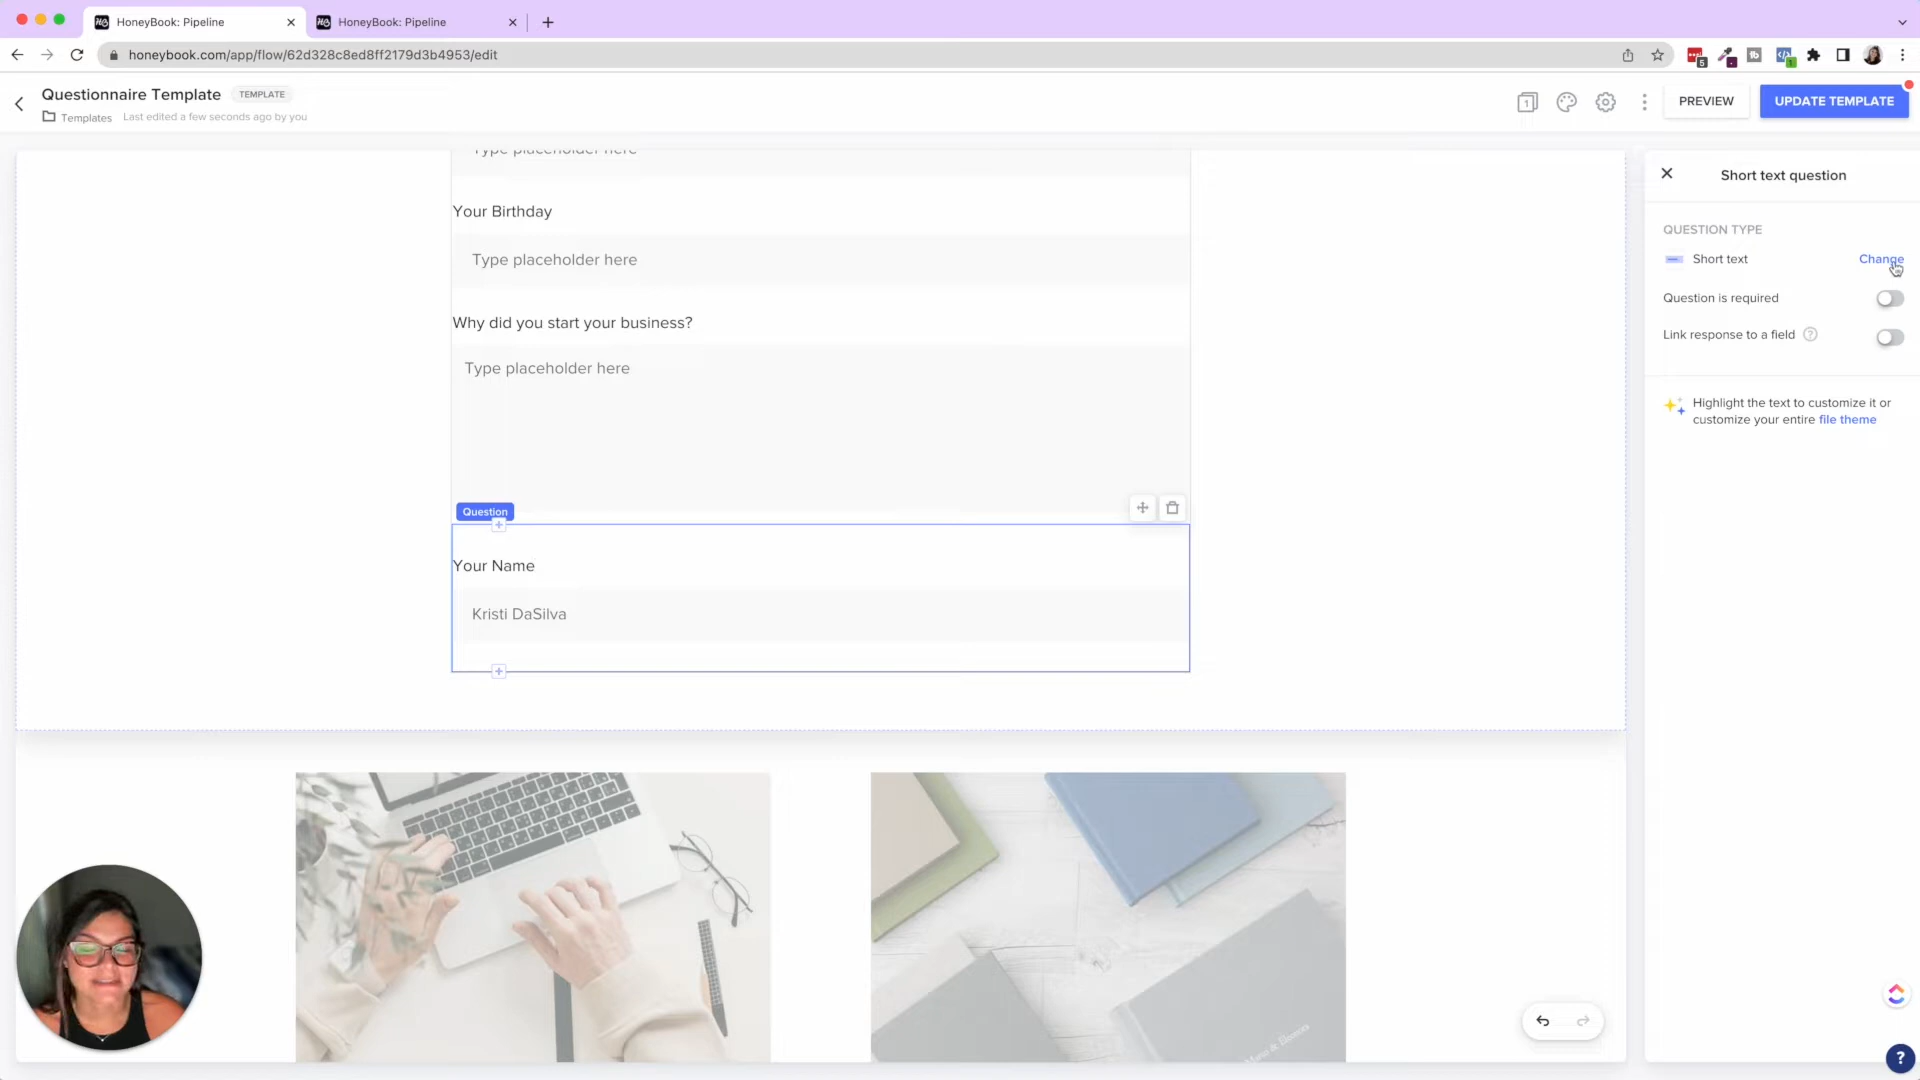 HoneyBook: Pipeline
HoneyBook: Pipeline
honeybook.com/app/flow/62d328c8ed8ff2179d3b4953/edit
Questionnaire Template
TEMPLATE
Templates
Last edited a few seconds ago by you
PREVIEW
UPDATE TEMPLATE
Type placeholder here
Your Birthday
Type placeholder here
Why did you start your business?
Type placeholder here
Question
Your Name
Kristi DaSilva
Short text question
QUESTION TYPE
Short text
Change
Question is required
Link response to a field
Highlight the text to customize it or
customize your entire file theme